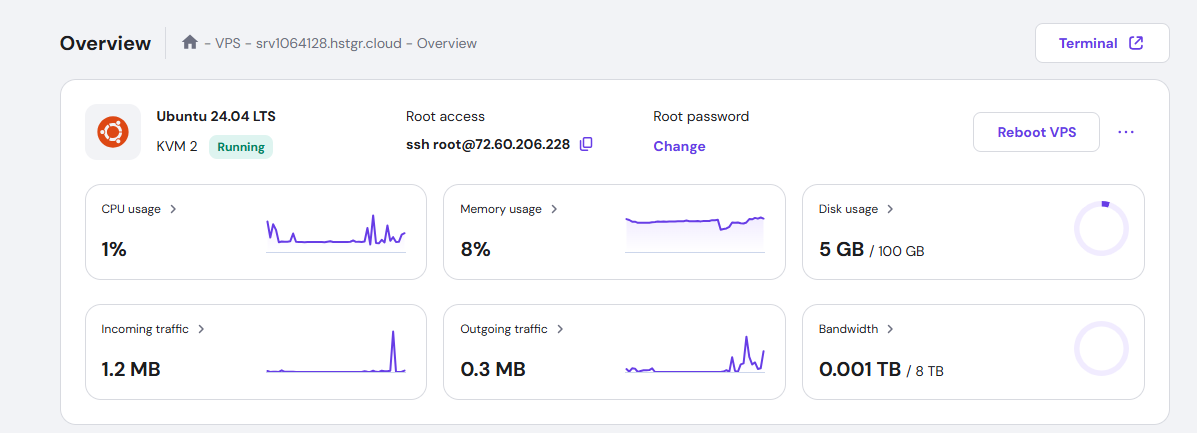 Overview
- VPS - srv1064128.hstgr.cloud - Overview
Terminal
Ubuntu 24.04 LTS
KVM 2
Running
Root access
ssh root@72.60.206.228
Root password
Change
Reboot VPS
CPU usage
1%
Memory usage
8%
Disk usage
5 GB / 100 GB
Incoming traffic
1.2 MB
Outgoing traffic
0.3 MB
Bandwidth
0.001 TB / 8 TB